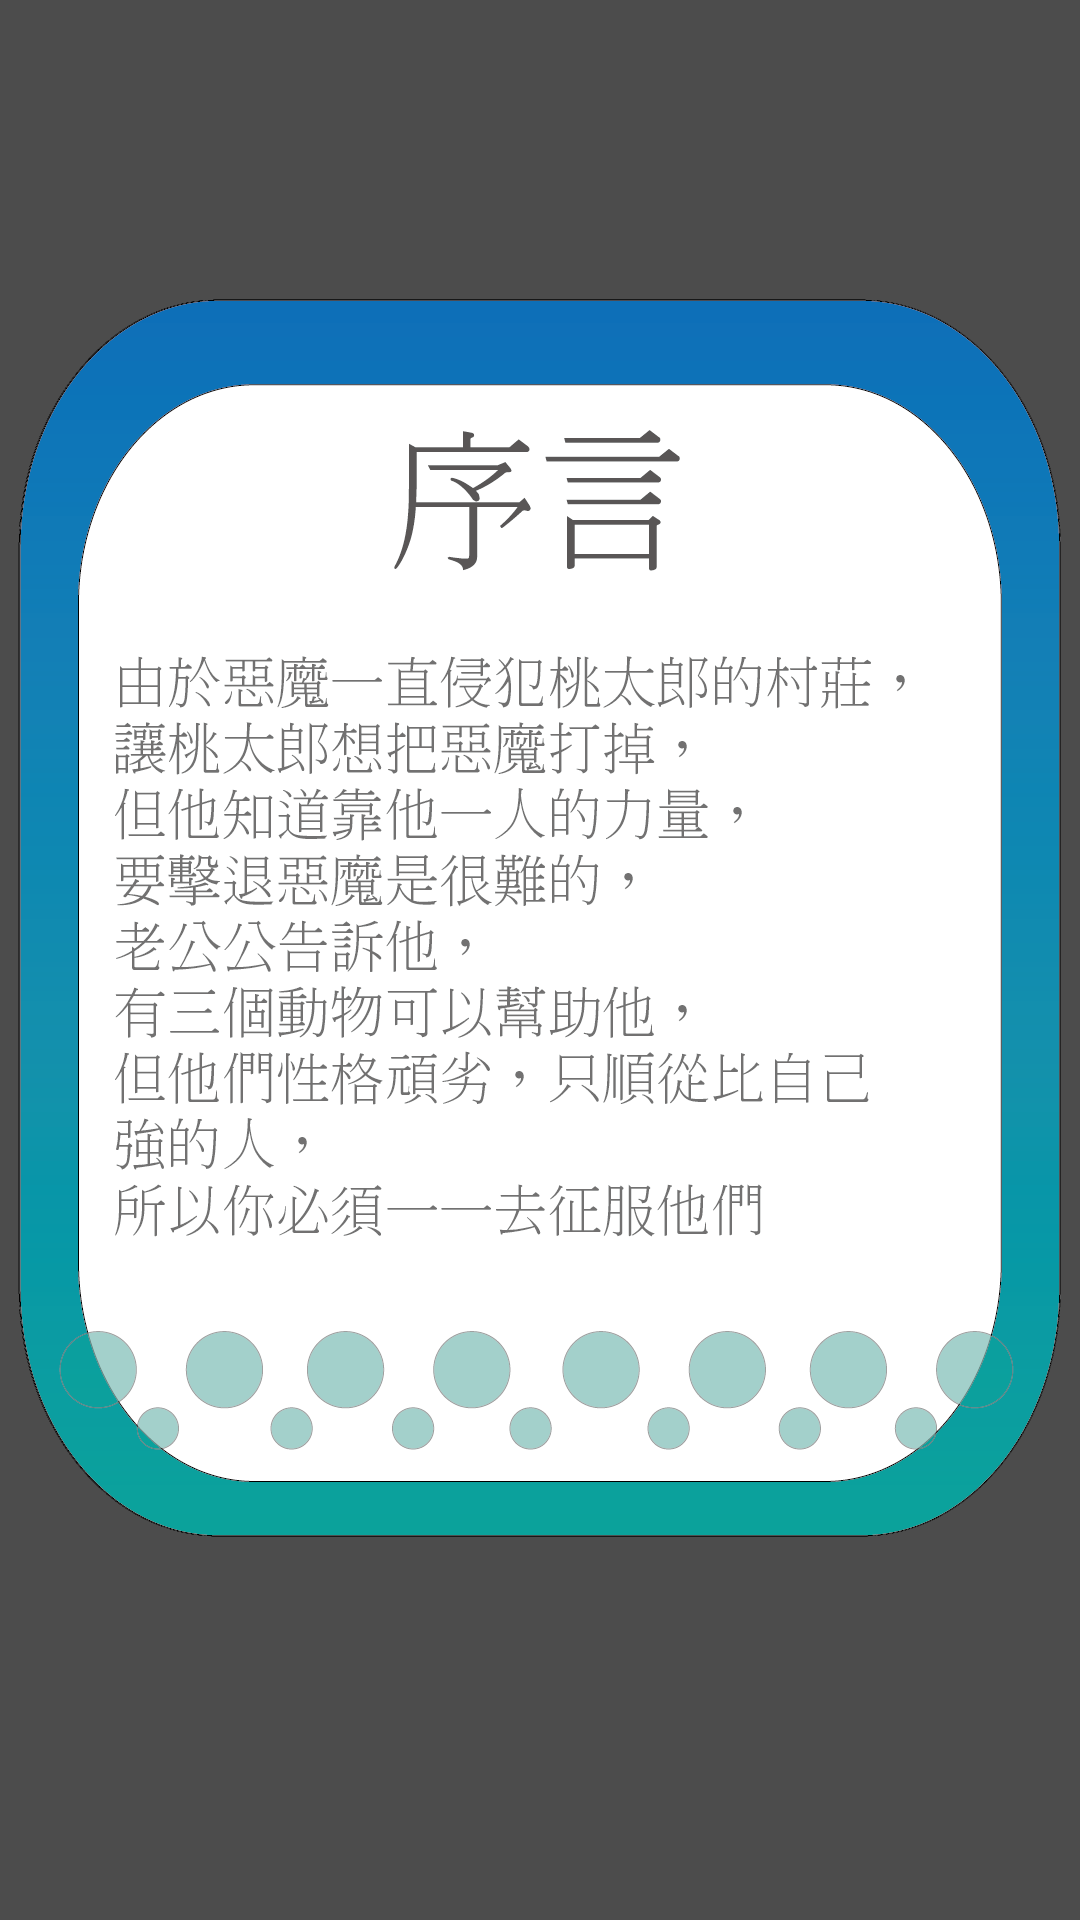 序言
由於惡魔一直侵犯桃太郎的村莊，
讓桃太郎想把惡魔打掉，
但他知道靠他一人的力量，
要擊退惡魔是很難的，
老公公告訴他，
有三個動物可以幫助他，
但他們性格頑劣，只順從比自己
強的人，
所以你必須一一去征服他們